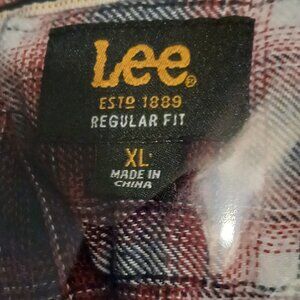 Lee®
ESTD 1889
REGULAR FIT
XL
MADE IN
CHINA